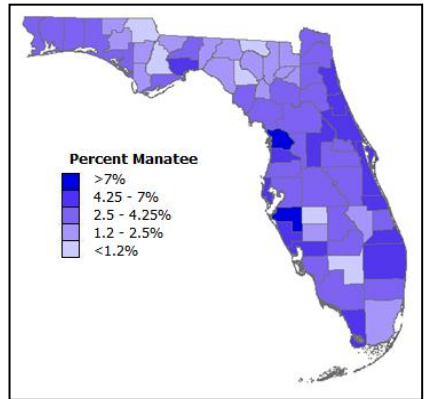 Percent Manatee
>7%
4.25 - 7%
2.5 - 4.25%
1.2 - 2.5%
<1.2%